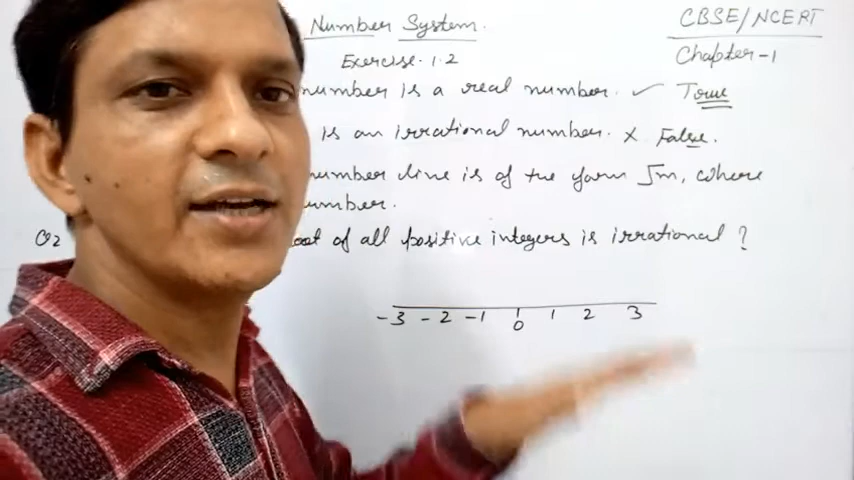 Number System.
CBSE/NCERT
Exercise. 1.2
Chapter-1
number is a real number. ✓ True
is an irrational number. × False.
number line is of the form √m, where
number.
Q2 of all positive integers is irrational ?
-3 -2 -1 0 1 2 3